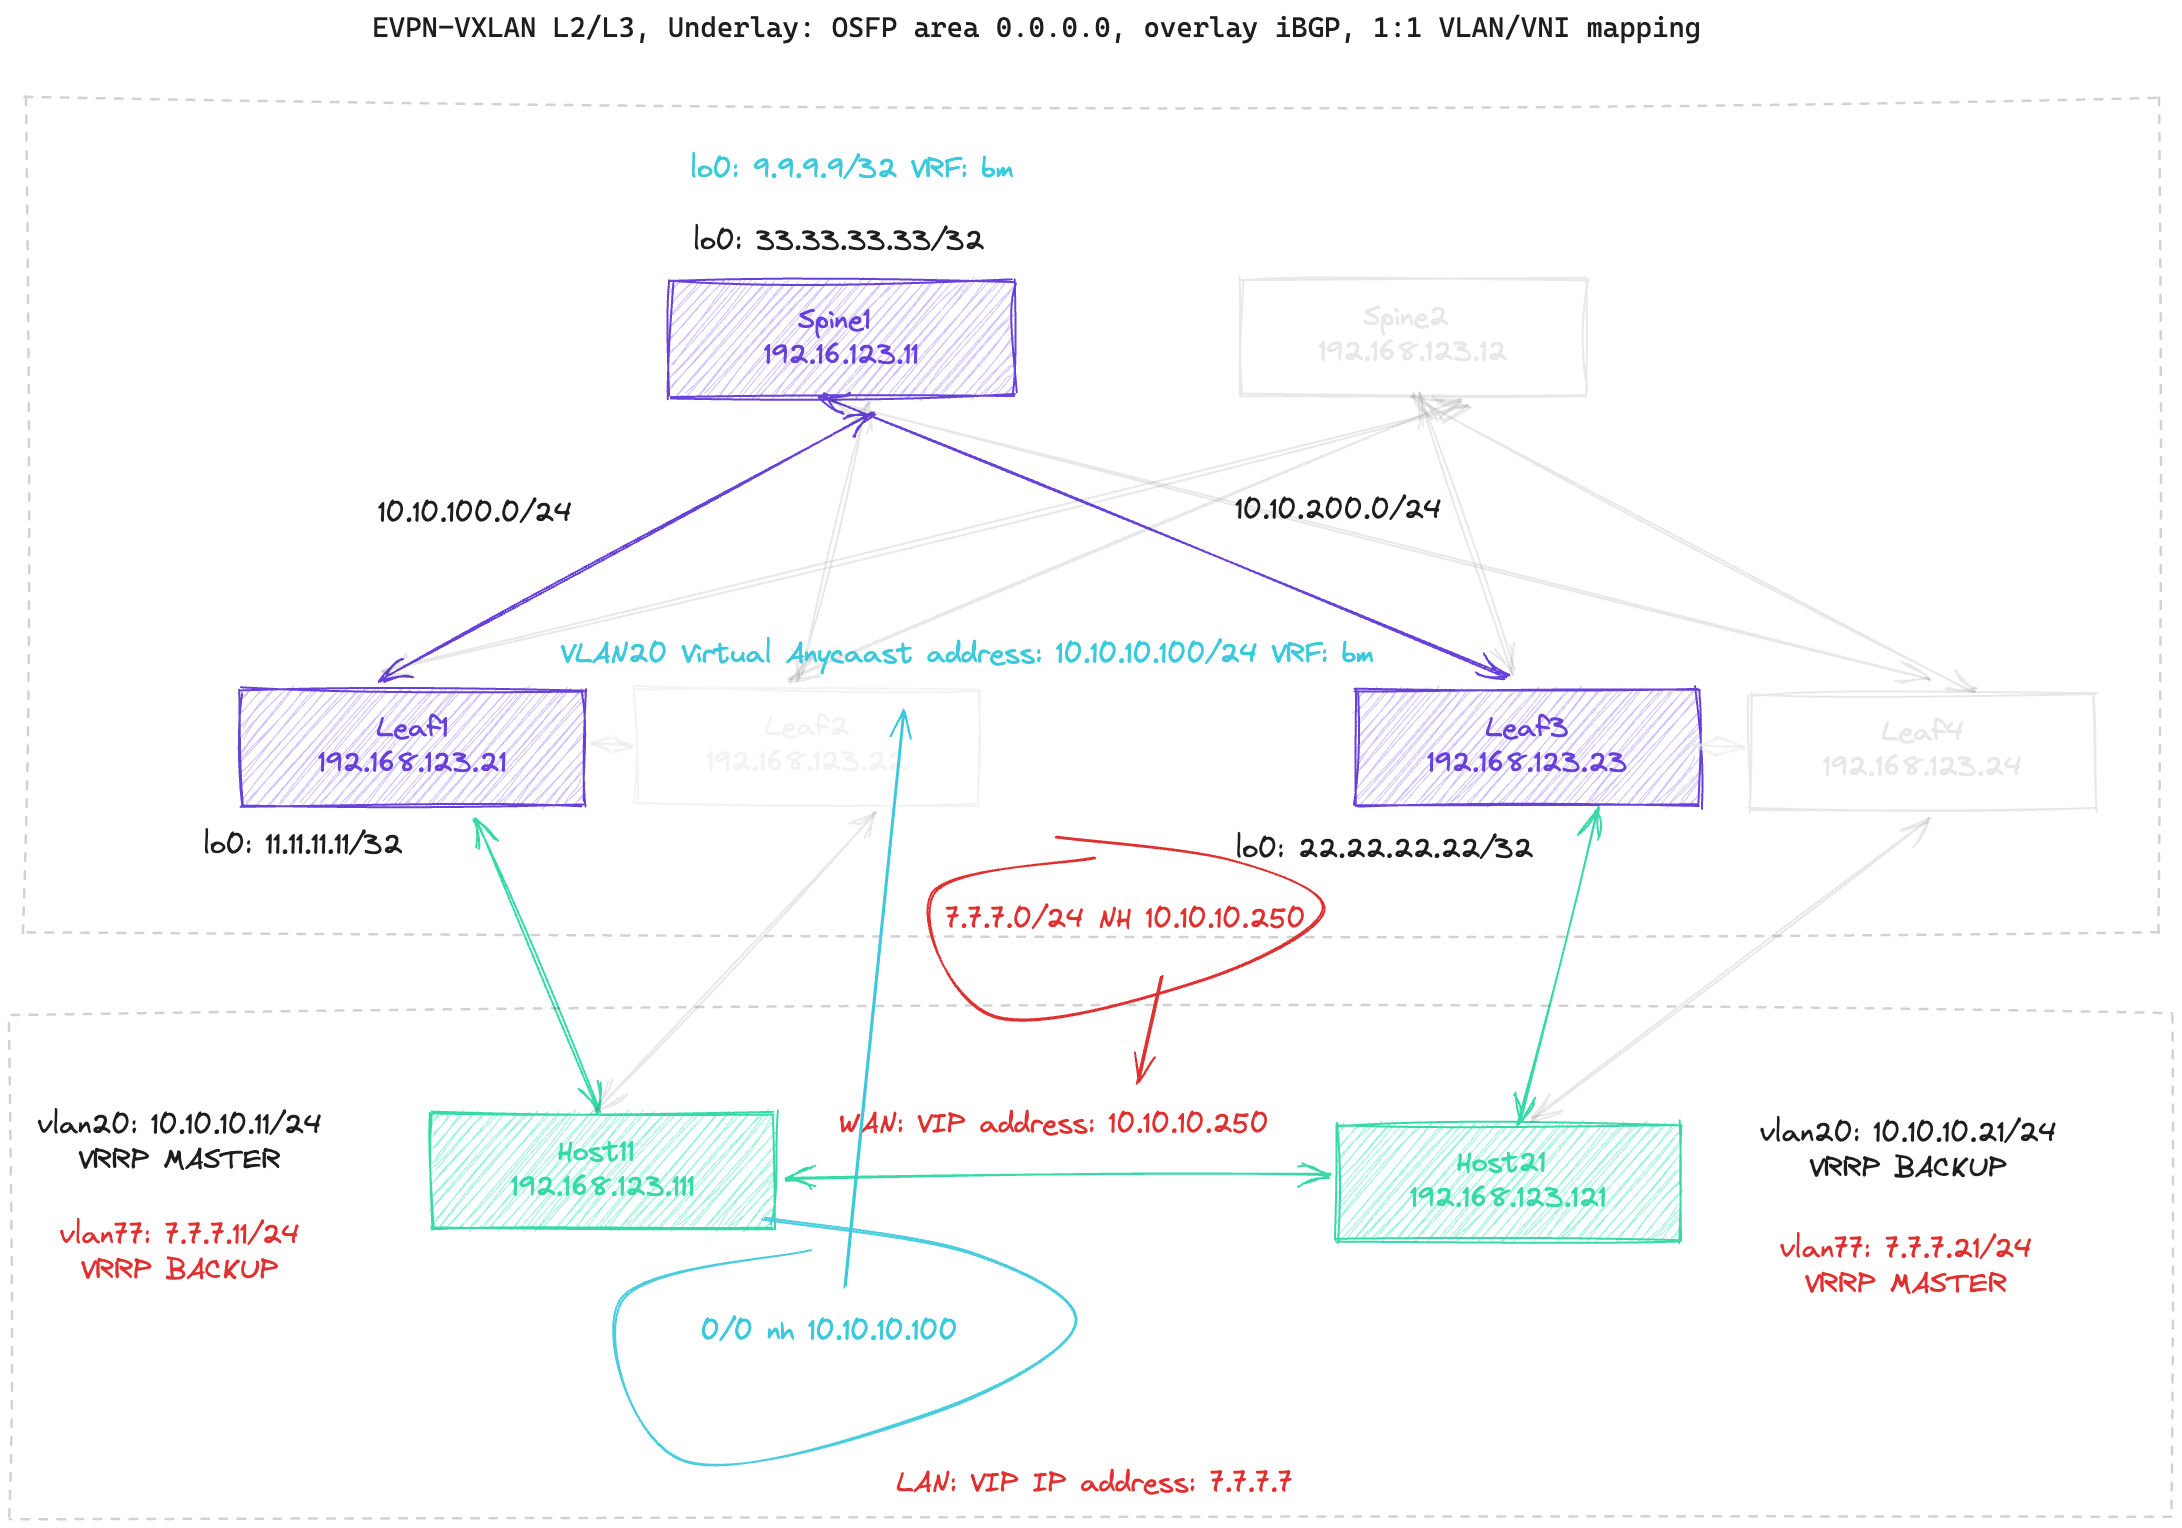 EVPN-VXLAN L2/L3, Underlay: OSFP area 0.0.0.0, overlay iBGP, 1:1 VLAN/VNI mapping
lo0: 9.9.9.9/32 VRF: bm
lo0: 33.33.33.33/32
Spine1
192.16.123.11
Spine2
192.168.123.12
10.10.100.0/24
10.10.200.0/24
VLAN20 Virtual Anycaast address: 10.10.10.100/24 VRF: bm
Leaf1
192.168.123.21
Leaf2
192.168.123.22
Leaf3
192.168.123.23
Leaf4
192.168.123.24
lo0: 11.11.11.11/32
lo0: 22.22.22.22/32
7.7.7.0/24 NH 10.10.10.250
vlan20: 10.10.10.11/24
VRRP MASTER
WAN: VIP address: 10.10.10.250
vlan20: 10.10.10.21/24
VRRP BACKUP
Host11
192.168.123.111
Host21
192.168.123.121
vlan77: 7.7.7.11/24
VRRP BACKUP
vlan77: 7.7.7.21/24
VRRP MASTER
0/0 nh 10.10.10.100
LAN: VIP IP address: 7.7.7.7